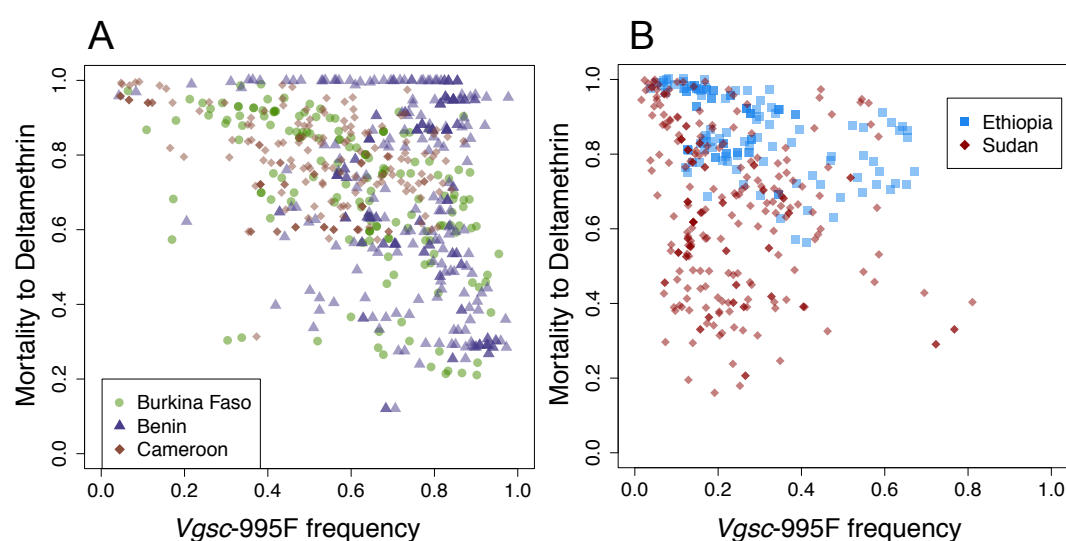 A
Mortality to Deltamethrin
1.0
0.8
0.6
0.4
0.2
0.0
Burkina Faso
Benin
Cameroon
0.0 0.2 0.4 0.6 0.8 1.0
Vgsc-995F frequency
B
Mortality to Deltamethrin
1.0
0.8
0.6
0.4
0.2
0.0
Ethiopia
Sudan
0.0 0.2 0.4 0.6 0.8 1.0
Vgsc-995F frequency